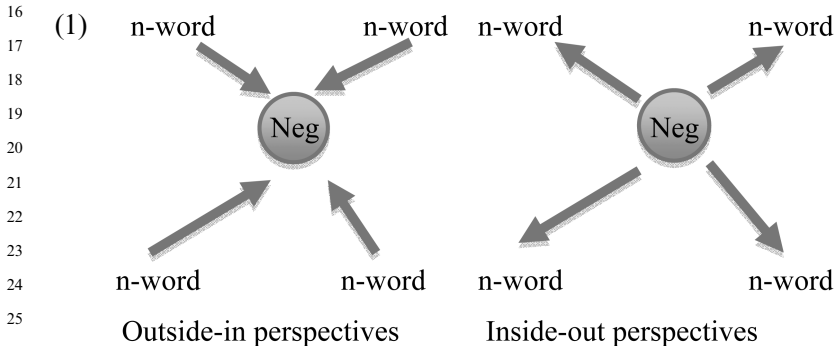 16
(1) n-word n-word n-word n-word
17
18
19
Neg Neg
20
21
22
23
24
n-word n-word n-word n-word
25
Outside-in perspectives Inside-out perspectives